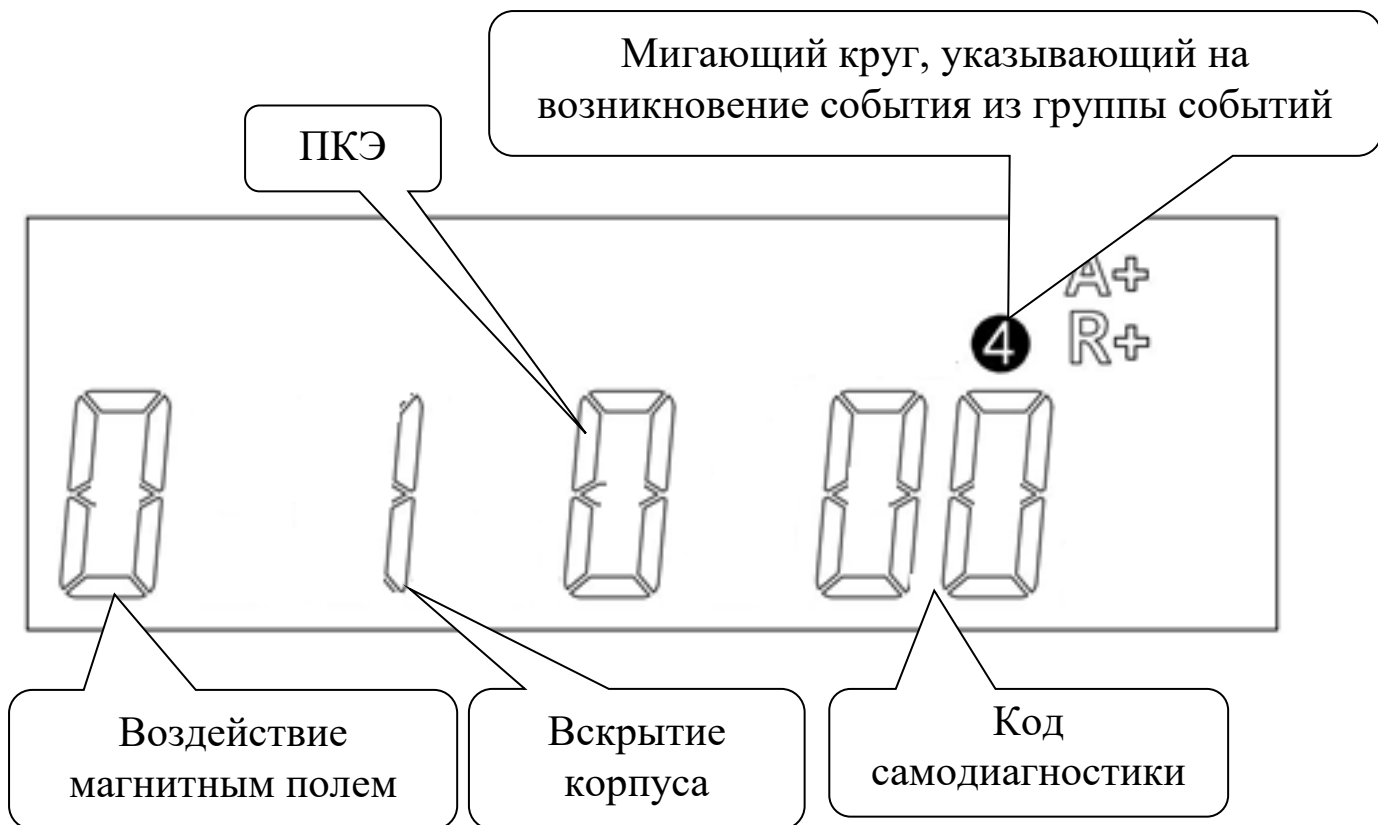 Мигающий круг, указывающий на
возникновение события из группы событий
ПКЭ
A+
4 R+
0 1 0 00
Воздействие
магнитным полем
Вскрытие
корпуса
Код
самодиагностики